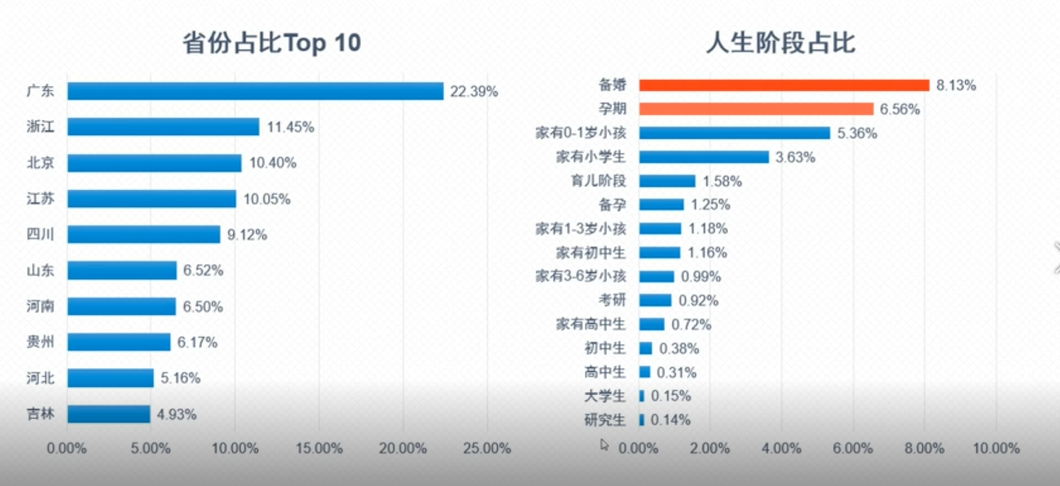 省份占比Top 10
广东 22.39%
浙江 11.45%
北京 10.40%
江苏 10.05%
四川 9.12%
山东 6.52%
河南 6.50%
贵州 6.17%
河北 5.16%
吉林 4.93%
0.00% 5.00% 10.00% 15.00% 20.00% 25.00%
人生阶段占比
备婚 8.13%
孕期 6.56%
家有0-1岁小孩 5.36%
家有小学生 3.63%
育儿阶段 1.58%
备孕 1.25%
家有1-3岁小孩 1.18%
家有初中生 1.16%
家有3-6岁小孩 0.99%
考研 0.92%
家有高中生 0.72%
初中生 0.38%
高中生 0.31%
大学生 0.15%
研究生 0.14%
0.00% 2.00% 4.00% 6.00% 8.00% 10.00%